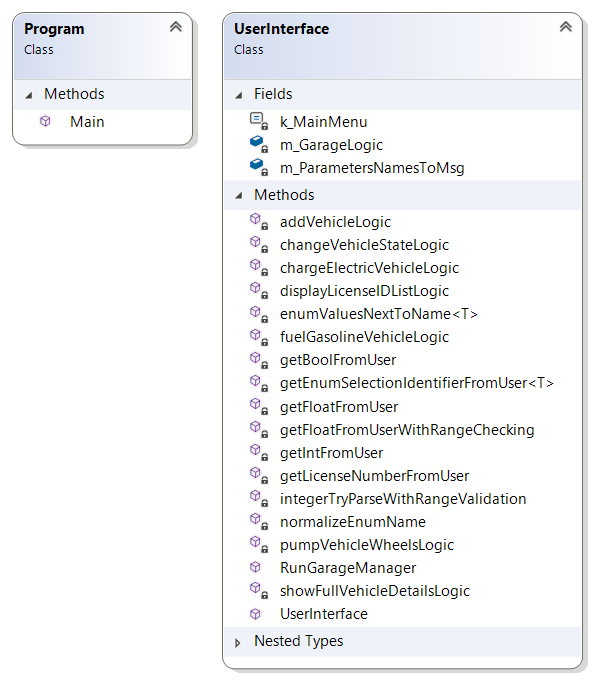 Program
Class
Methods
Main
UserInterface
Class
Fields
k_MainMenu
m_GarageLogic
m_ParametersNamesToMsg
Methods
addVehicleLogic
changeVehicleStateLogic
chargeElectricVehicleLogic
displayLicenseIDListLogic
enumValuesNextToName<T>
fuelGasolineVehicleLogic
getBoolFromUser
getEnumSelectionIdentifierFromUser<T>
getFloatFromUser
getFloatFromUserWithRangeChecking
getIntFromUser
getLicenseNumberFromUser
integerTryParseWithRangeValidation
normalizeEnumName
pumpVehicleWheelsLogic
RunGarageManager
showFullVehicleDetailsLogic
UserInterface
Nested Types